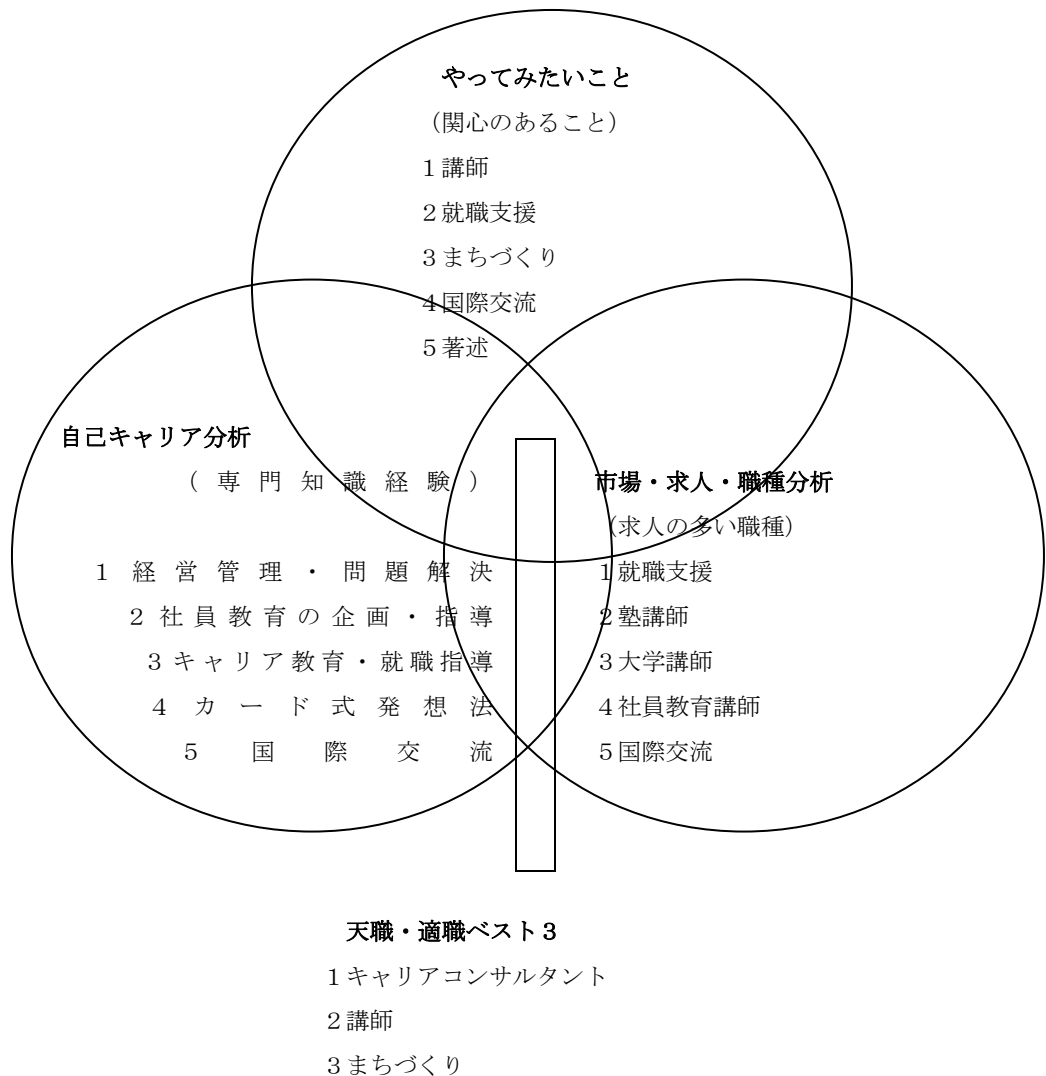 やってみたいこと
(関心のあること)
1講師
2就職支援
3まちづくり
4国際交流
5著述
自己キャリア分析
(専門知識経験)
1経営管理・問題解決
2社員教育の企画・指導
3キャリア教育・就職指導
4カード式発想法
5国際交流
市場・求人・職種分析
(求人の多い職種)
1就職支援
2塾講師
3大学講師
4社員教育講師
5国際交流
天職・適職ベスト3
1キャリアコンサルタント
2講師
3まちづくり